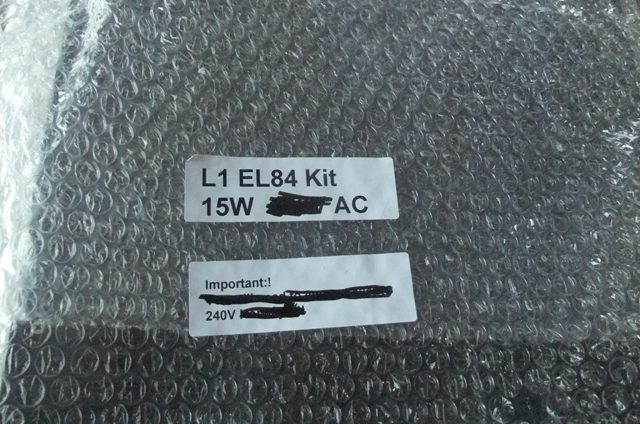 L1 EL84 Kit
15W AC
Important:!
240V